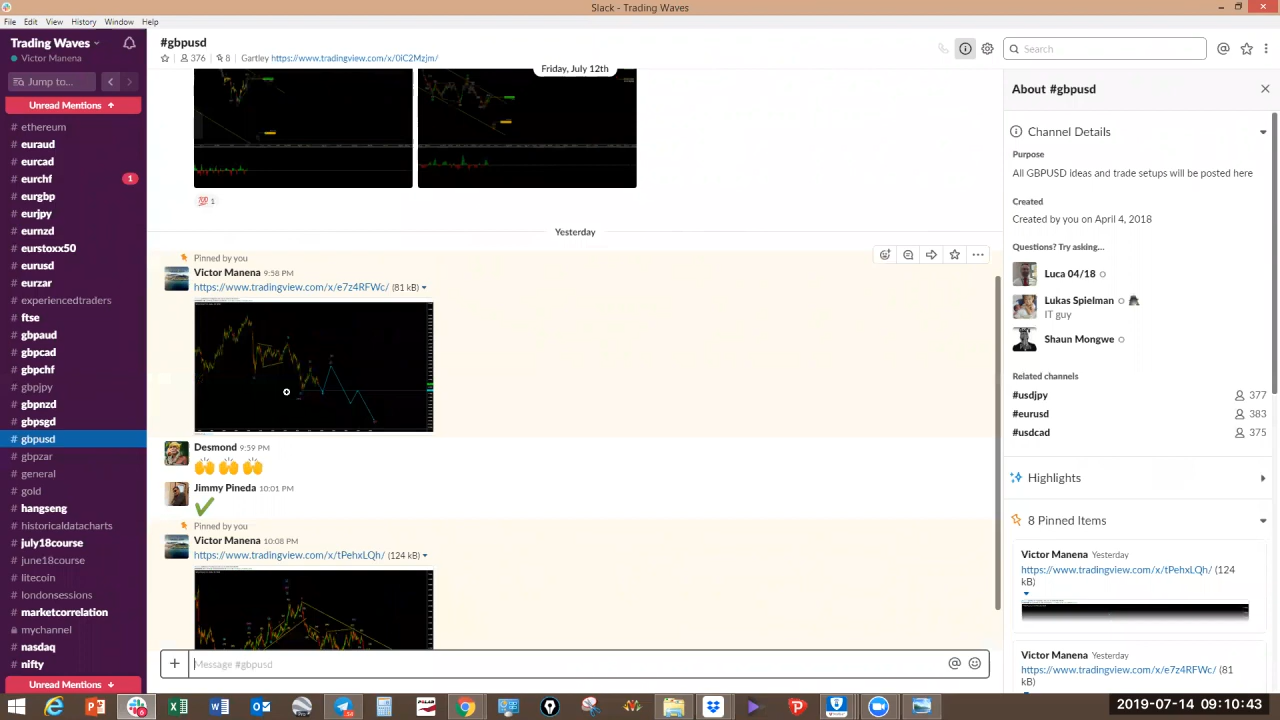 Slack - Trading Waves
File Edit View History Window Help
Trading Waves
Victor Manena
Jump to...
Unread Mentions
# ethereum
# euraud
# eurcad
# eurchf 1
# eurgbp
# eurjpy
# eurnzd
# eurstoxx50
# eurusd
# eurzar
# experiencedtraders
# ftse
# gbpaud
# gbpcad
# gbpchf
# gbpjpy
# gbpnzd
# gbpsgd
# gbpusd
# gbpzar
# general
# gold
# hangseng
# historicaldatacharts
# july18course
# june18course
# litecoin
# londonsessions
# marketcorrelation
mychannel
# nasdaq
# nifty
Unread Mentions
#gbpusd
376 | 8 | Gartley https://www.tradingview.com/x/0iC2Mzjm/
Search
Friday, July 12th
1
Yesterday
Pinned by you
Victor Manena 9:58 PM
https://www.tradingview.com/x/e7z4RFWc/ (81 kB)
Desmond 9:59 PM
Jimmy Pineda 10:01 PM
Pinned by you
Victor Manena 10:08 PM
https://www.tradingview.com/x/tPehxLQh/ (124 kB)
Message #gbpusd
About #gbpusd
Channel Details
Purpose
All GBPUSD ideas and trade setups will be posted here
Created
Created by you on April 4, 2018
Questions? Try asking...
Luca 04/18
Lukas Spielman
IT guy
Shaun Mongwe
Related channels
#usdjpy 377
#eurusd 383
#usdcad 375
Highlights
8 Pinned Items
Victor Manena Yesterday
https://www.tradingview.com/x/tPehxLQh/ (124
kB)
Victor Manena Yesterday
https://www.tradingview.com/x/e7z4RFWc/ (81
kB)
2019-07-14 09:10:43